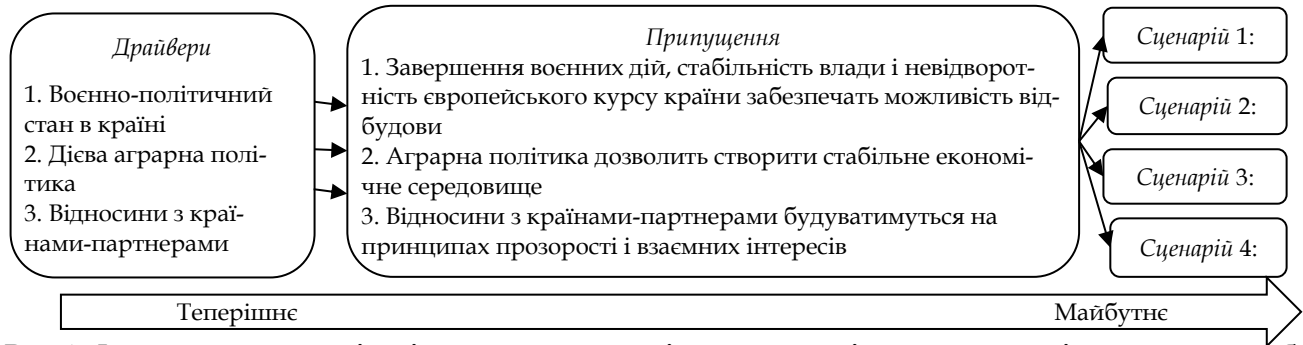 Драйвери
1. Воєнно-політичний
стан в країні
2. Дієва аграрна полі-
тика
3. Відносини з краї-
нами-партнерами
Припущення
1. Завершення воєнних дій, стабільність влади і невідворот-
ність європейського курсу країни забезпечать можливість від-
будови
2. Аграрна політика дозволить створити стабільне економі-
чне середовище
3. Відносини з країнами-партнерами будуватимуться на
принципах прозорості і взаємних інтересів
Сценарій 1:
Сценарій 2:
Сценарій 3:
Сценарій 4:
Теперішнє
Майбутнє